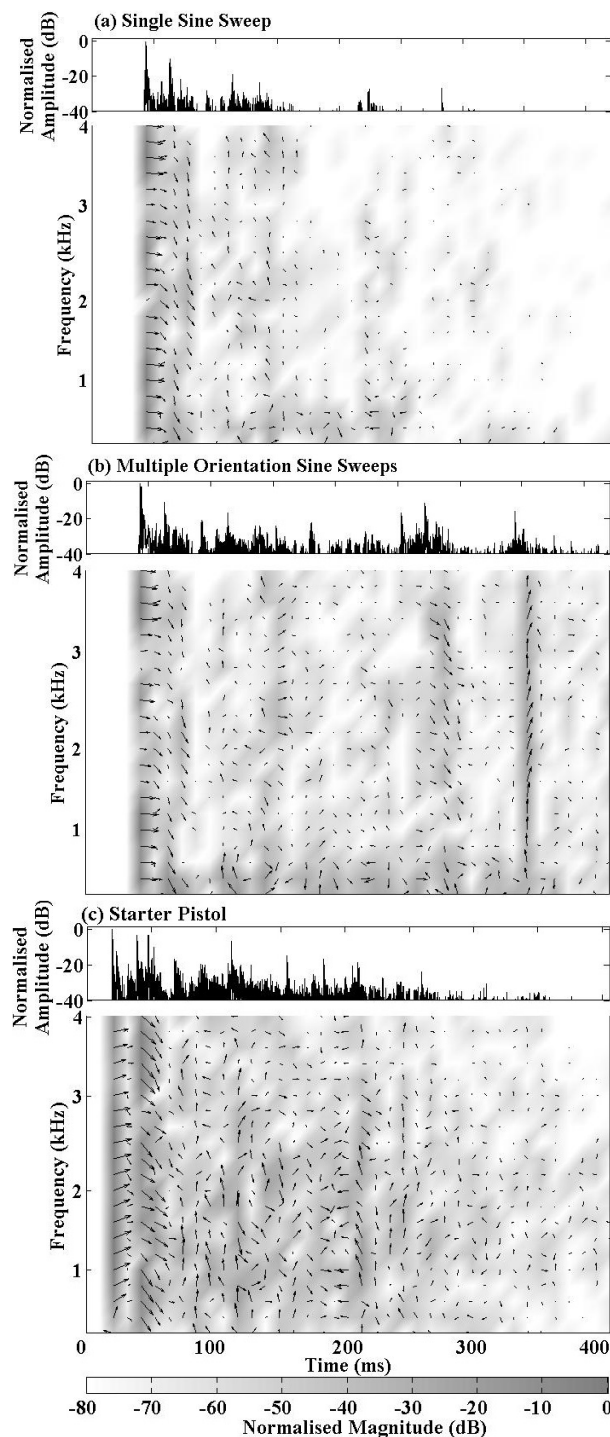 (a) Single Sine Sweep
Normalised
Amplitude (dB)
0
-20
-40
Frequency (kHz)
4
3
2
1
(b) Multiple Orientation Sine Sweeps
Normalised
Amplitude (dB)
0
-20
-40
Frequency (kHz)
4
3
2
1
(c) Starter Pistol
Normalised
Amplitude (dB)
0
-20
-40
Frequency (kHz)
4
3
2
1
0 100 200 300 400
Time (ms)
-80 -70 -60 -50 -40 -30 -20 -10 0
Normalised Magnitude (dB)